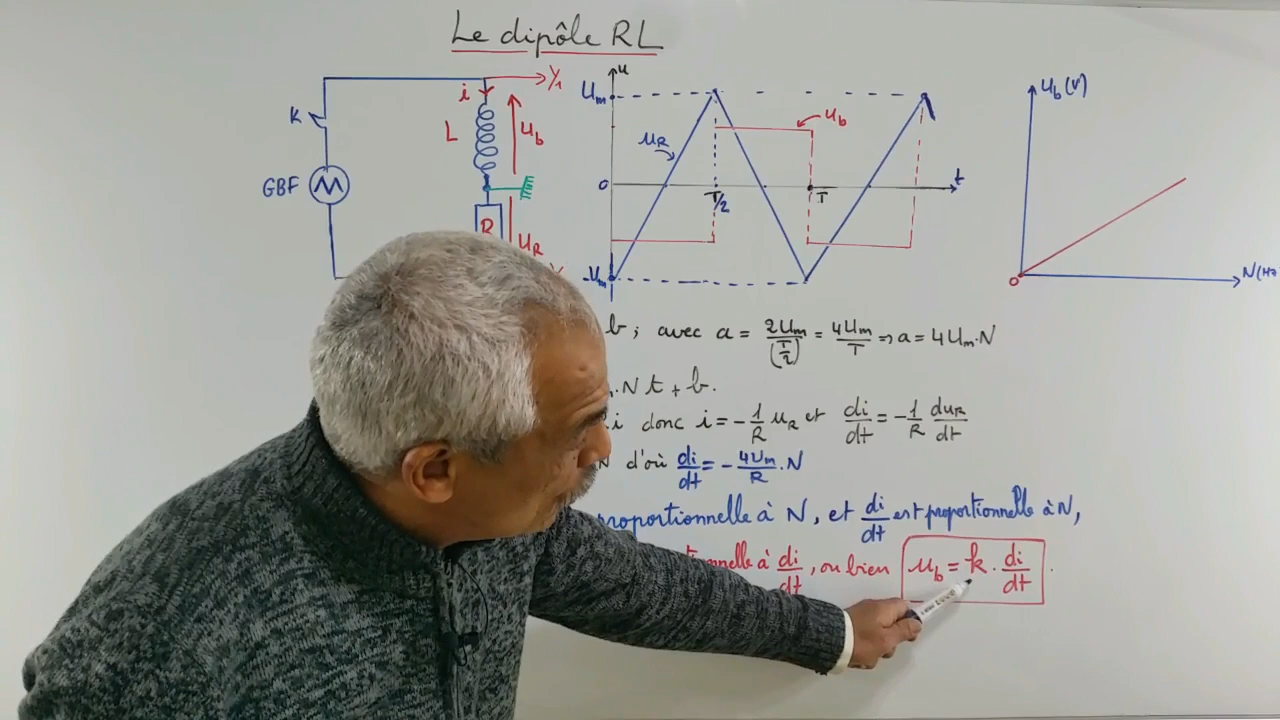 Le dipôle RL
i Y₁
K
L u_b
GBF
R u_R
u
U_m
u_R u_b
0 T/2 T t
-U_m
U_b (V)
0 N(Hz
b ; avec a = 2U_m/(T/2) = 4U_m/T ⇒ a = 4U_m·N
.N t + b.
i donc i = -1/R u_R et di/dt = -1/R du_R/dt
N d'où di/dt = -4U_m/R . N
proportionnelle à N, et di/dt est proportionnelle à N,
nnelle à di/dt, ou bien u_b = k . di/dt .